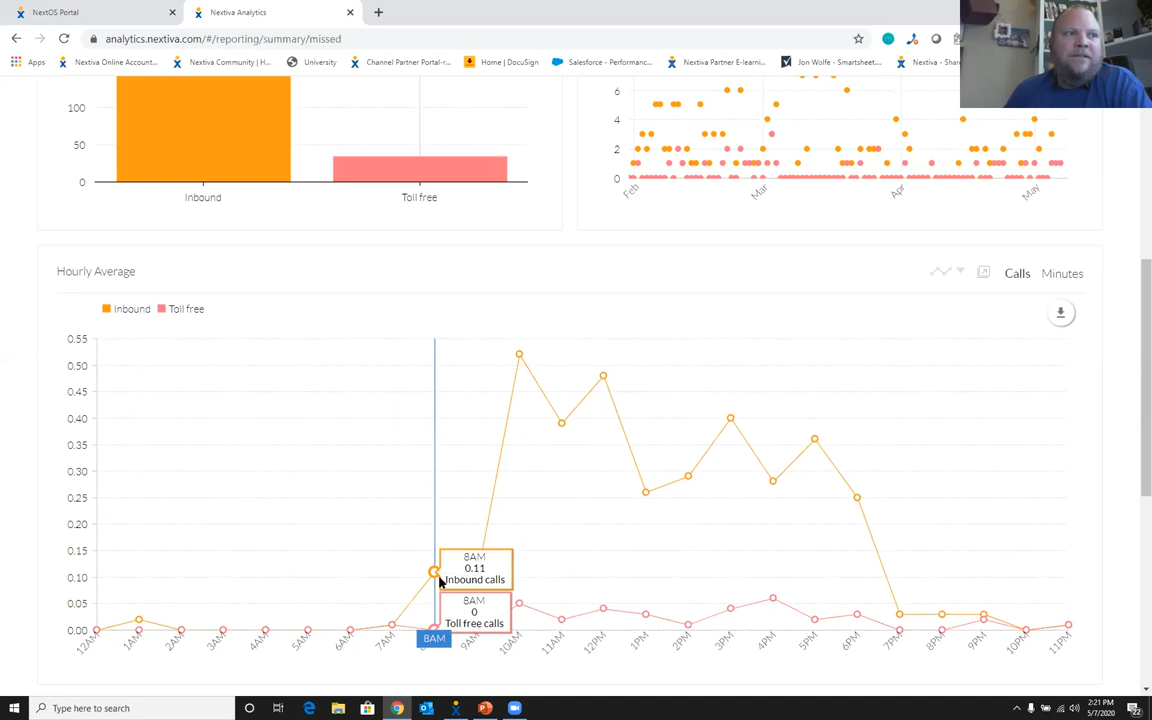 NextOS Portal
Nextiva Analytics
analytics.nextiva.com/#/reporting/summary/missed
Apps
Nextiva Online Account...
Nextiva Community | H...
University
Channel Partner Portal-r...
Home | DocuSign
Salesforce - Performanc...
Nextiva Partner E-learni...
Jon Wolfe - Smartsheet...
Nextiva - Shar
100
50
0
Inbound
Toll free
6
4
2
0
Feb
Mar
Apr
May
Hourly Average
Calls
Minutes
Inbound
Toll free
0.55
0.50
0.45
0.40
0.35
0.30
0.25
0.20
0.15
0.10
0.05
0.00
8AM
0.11
Inbound calls
8AM
0
Toll free calls
8AM
12AM
1AM
2AM
3AM
4AM
5AM
6AM
7AM
9AM
10AM
11AM
12PM
1PM
2PM
3PM
4PM
5PM
6PM
7PM
8PM
9PM
10PM
11PM
Type here to search
2:21 PM
5/7/2020
22